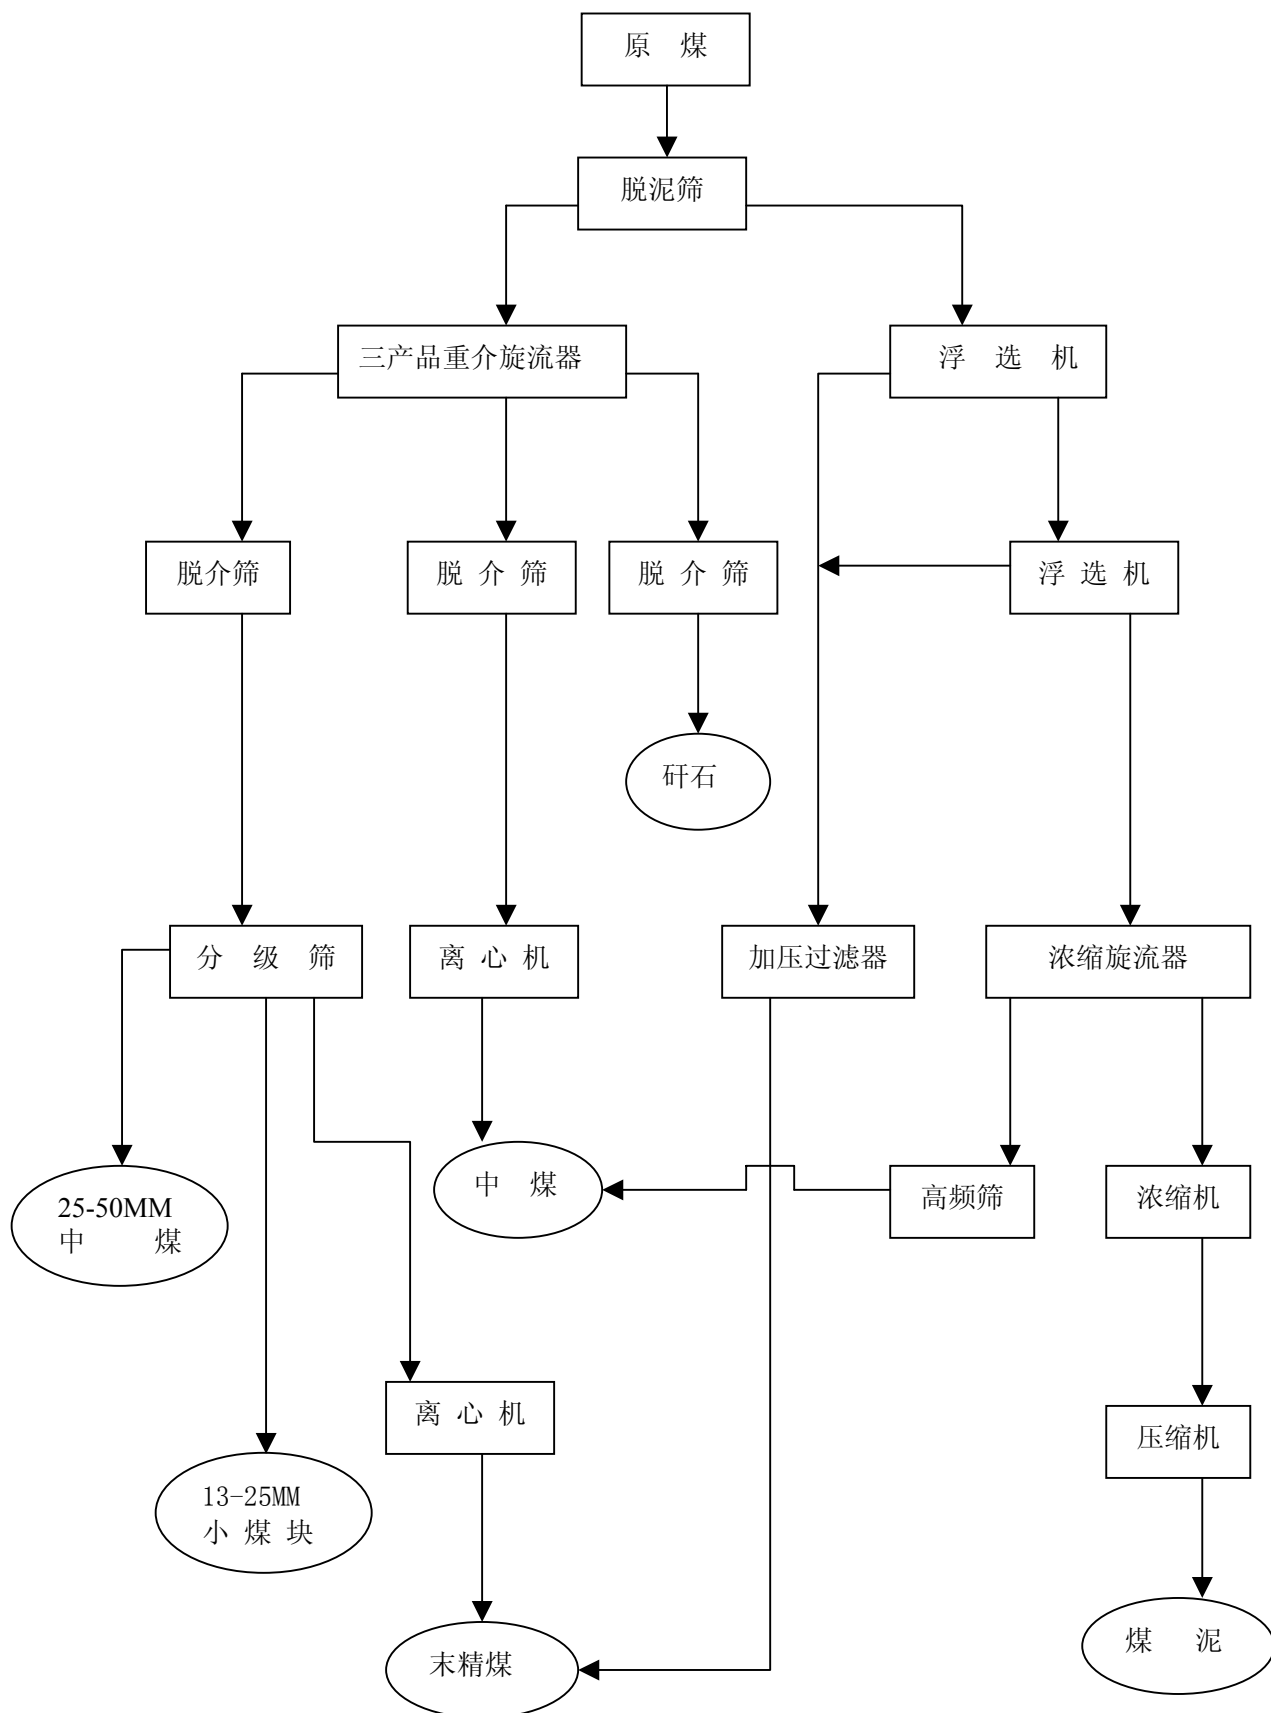 原 煤
脱泥筛
三产品重介旋流器
浮 选 机
脱介筛
脱 介 筛
脱 介 筛
浮 选 机
矸石
分 级 筛
离 心 机
加压过滤器
浓缩旋流器
中 煤
高频筛
浓缩机
25-50MM
中 煤
离 心 机
压缩机
13-25MM
小 煤 块
末精煤
煤 泥